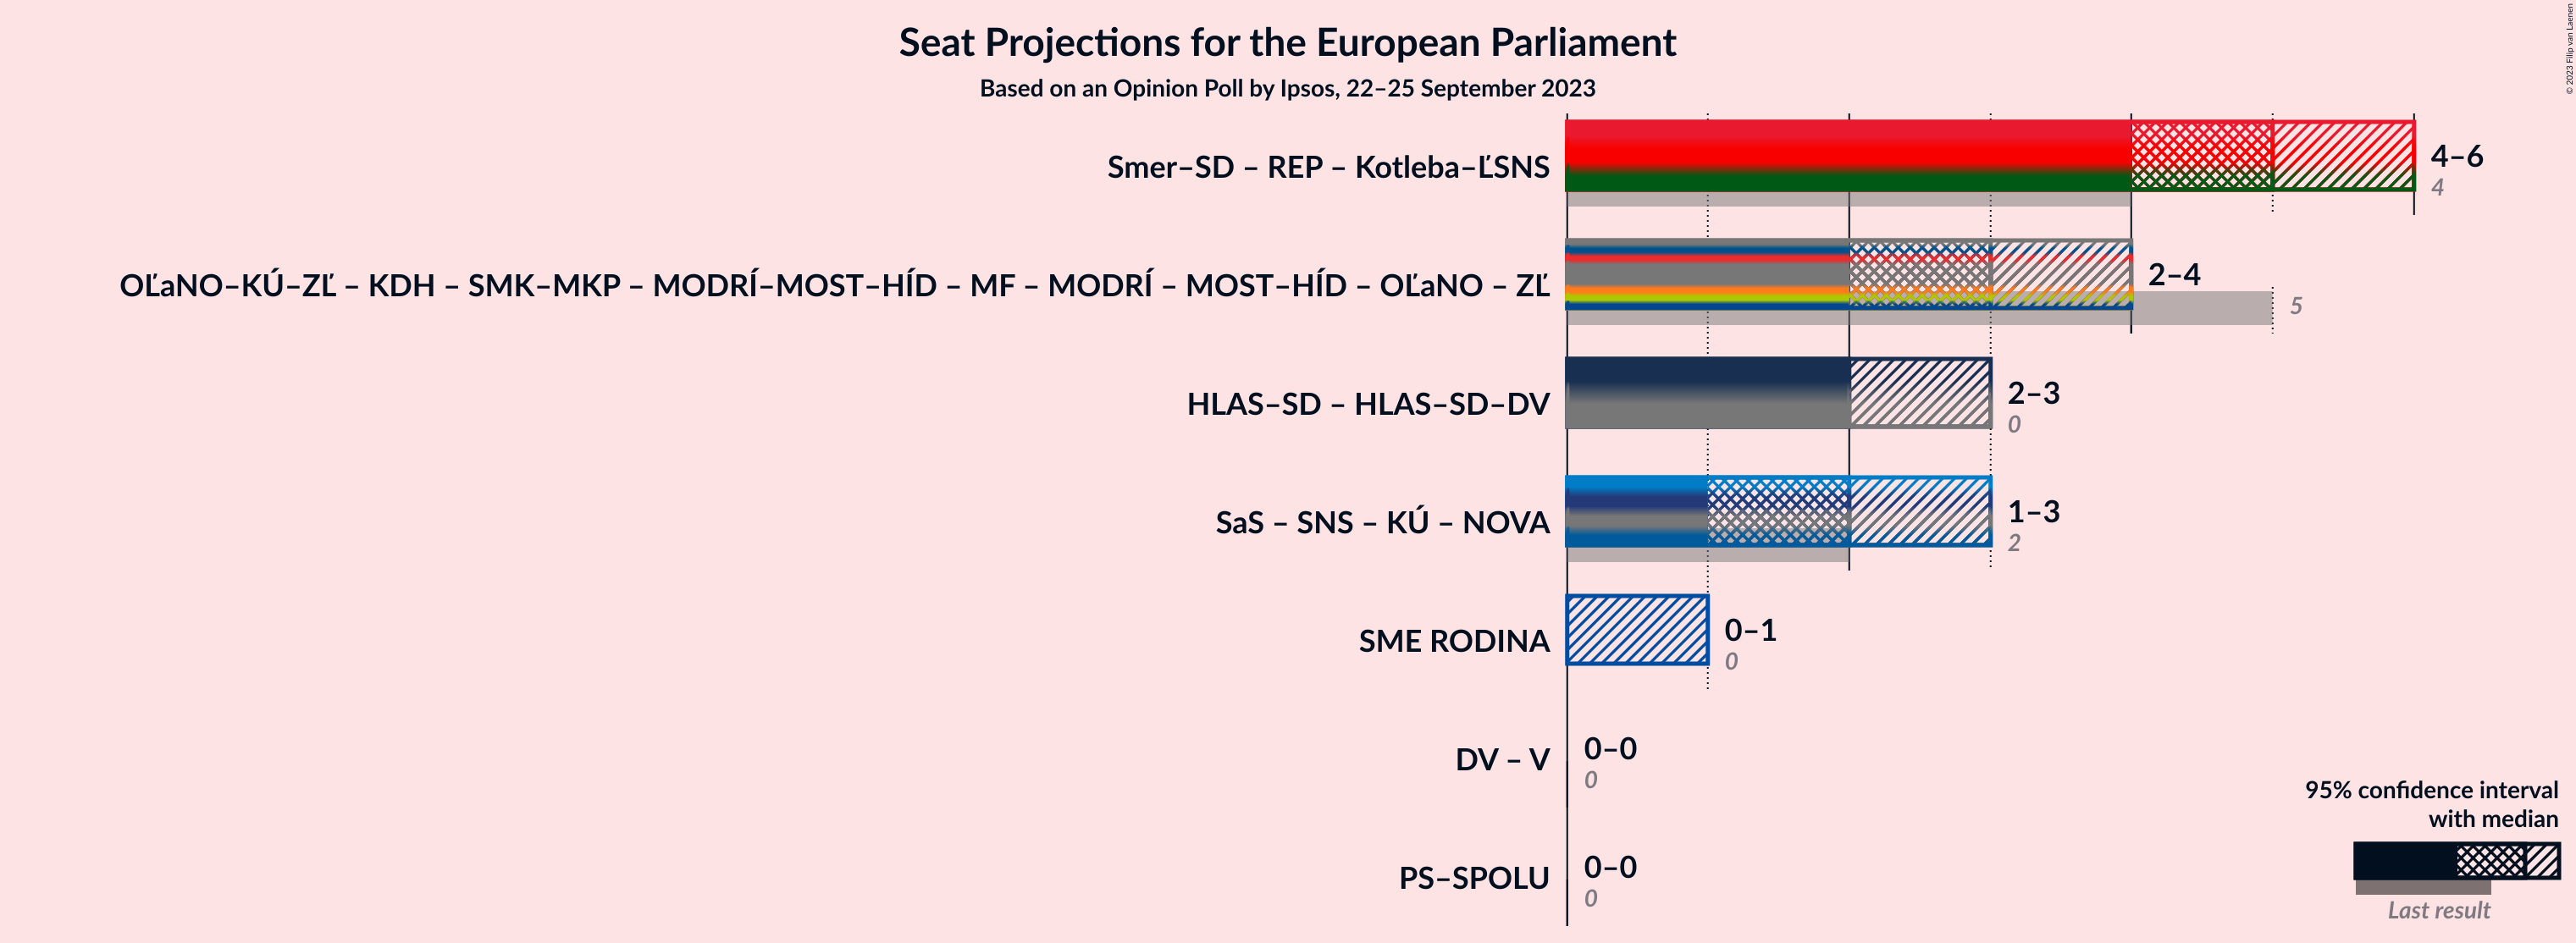 Seat Projections for the European Parliament
Based on an Opinion Poll by Ipsos, 22–25 September 2023
© 2023 Filip van Laenen
Smer–SD – REP – Kotleba–ĽSNS
4–6
4
OĽaNO–KÚ–ZĽ – KDH – SMK–MKP – MODRÍ–MOST–HÍD – MF – MODRÍ – MOST–HÍD – OĽaNO – ZĽ
2–4
5
HLAS–SD – HLAS–SD–DV
2–3
0
SaS – SNS – KÚ – NOVA
1–3
2
SME RODINA
0–1
0
DV – V
0–0
0
PS–SPOLU
0–0
0
95% confidence interval
with median
Last result